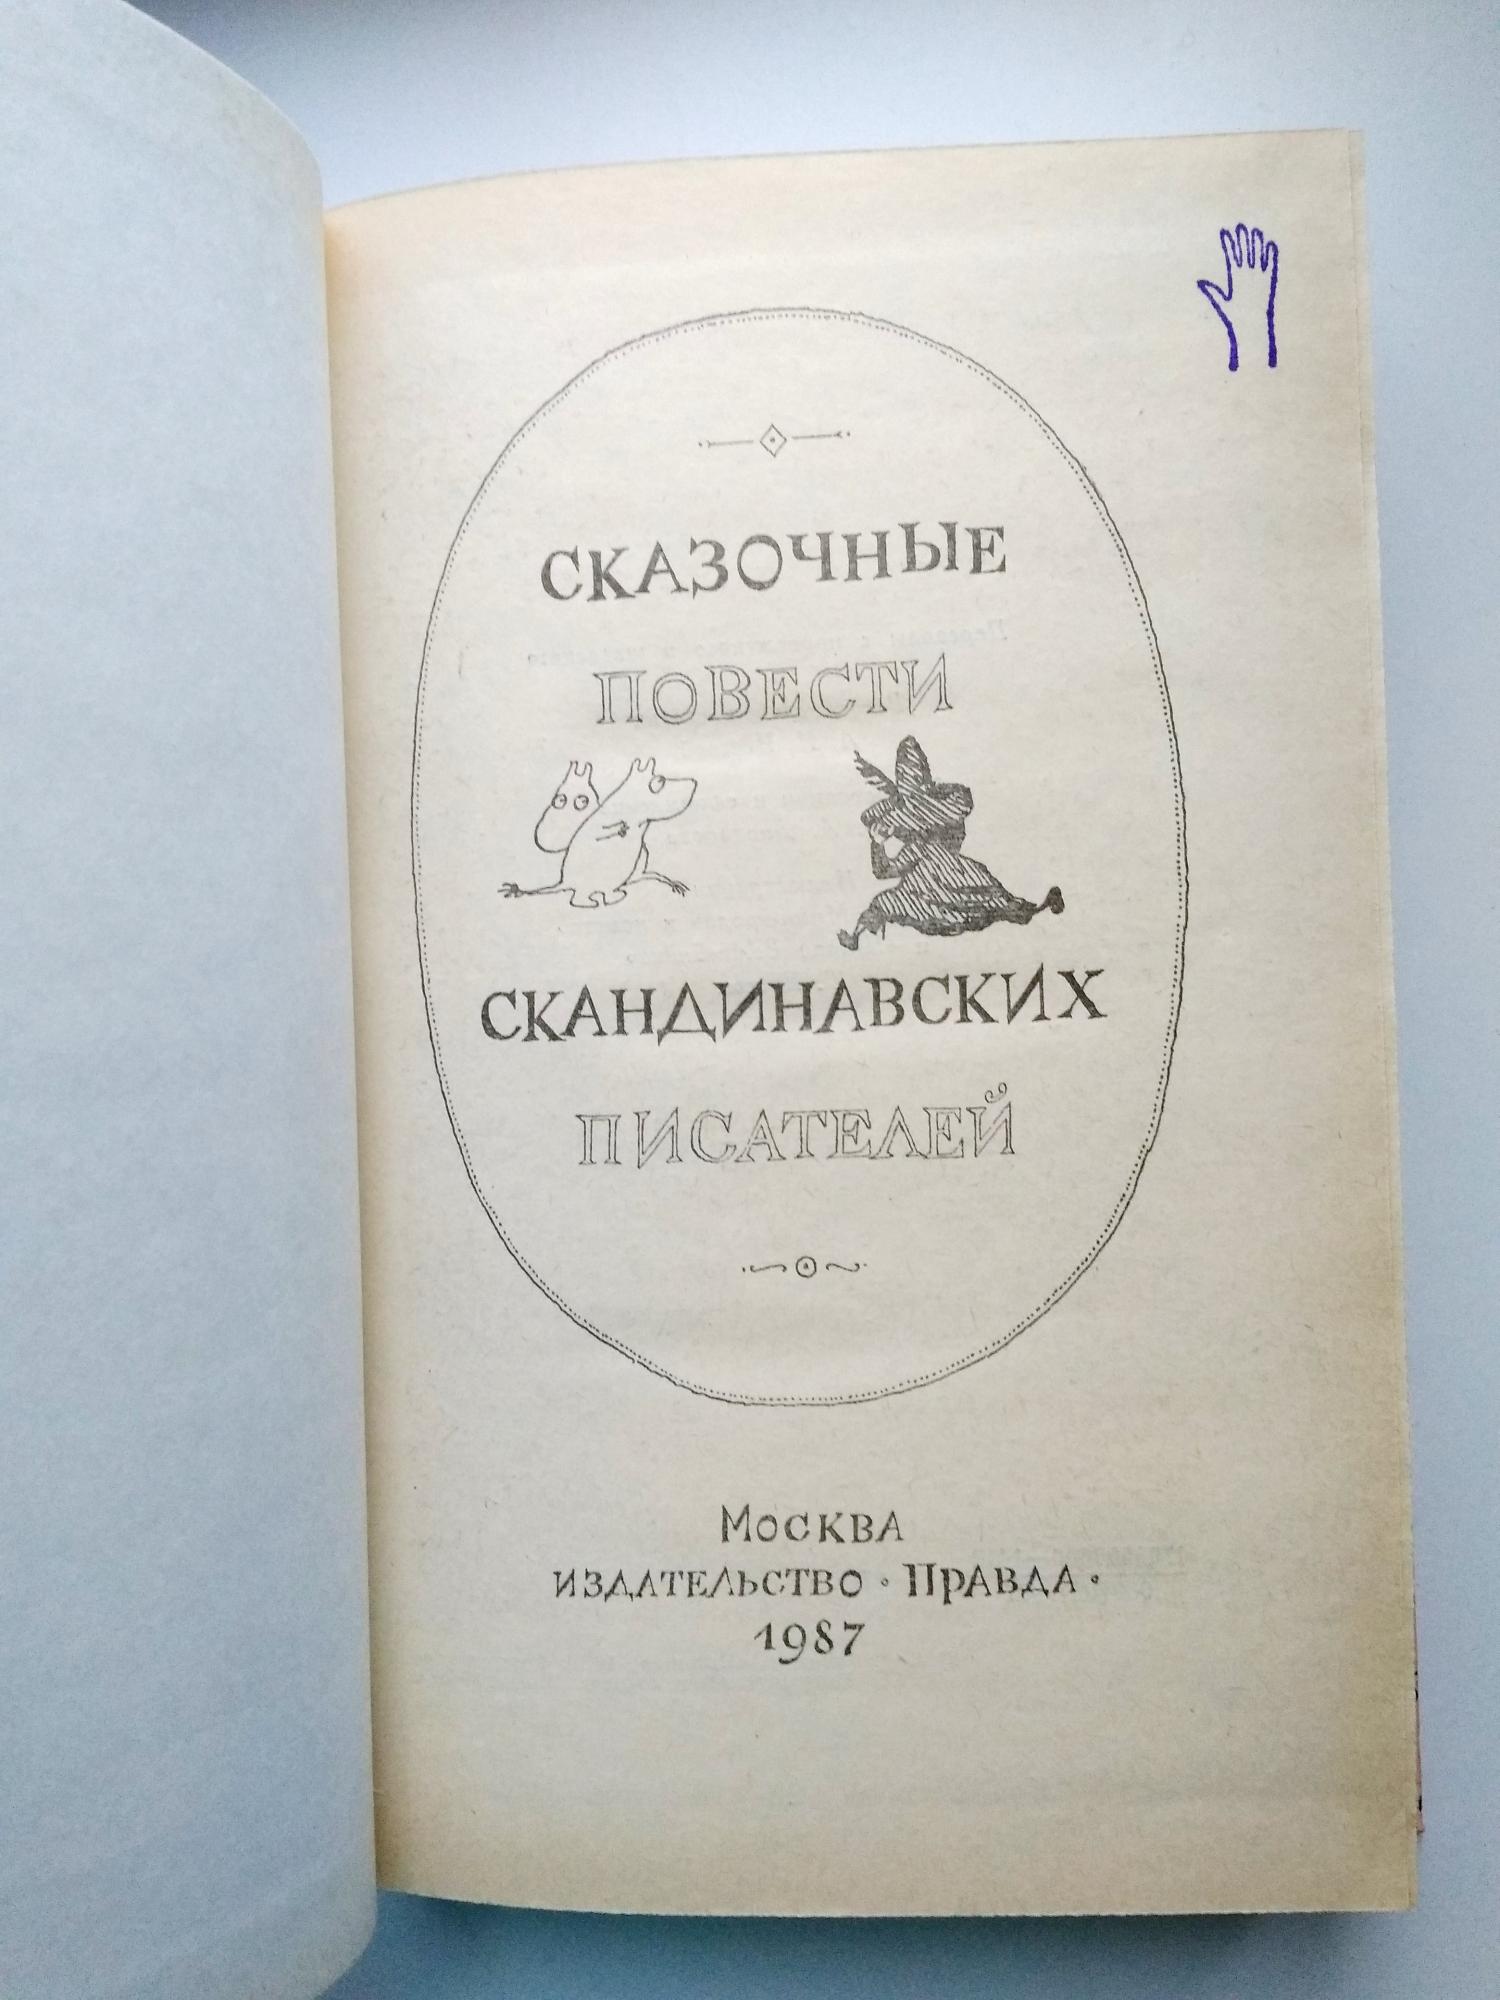 СКАЗОЧНЫЕ
ПОВЕСТИ
СКАНДИНАВСКИХ
ПИСАТЕЛЕЙ
МОСКВА
ИЗДАТЕЛЬСТВО • ПРАВДА •
1987